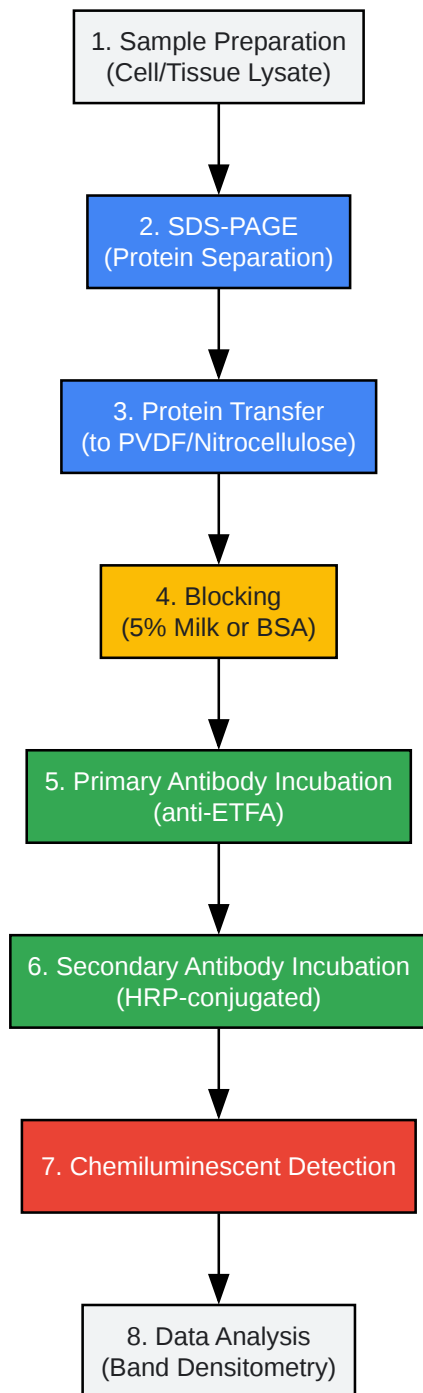 1. Sample Preparation
(Cell/Tissue Lysate)
2. SDS-PAGE
(Protein Separation)
3. Protein Transfer
(to PVDF/Nitrocellulose)
4. Blocking
(5% Milk or BSA)
5. Primary Antibody Incubation
(anti-ETFA)
6. Secondary Antibody Incubation
(HRP-conjugated)
7. Chemiluminescent Detection
8. Data Analysis
(Band Densitometry)